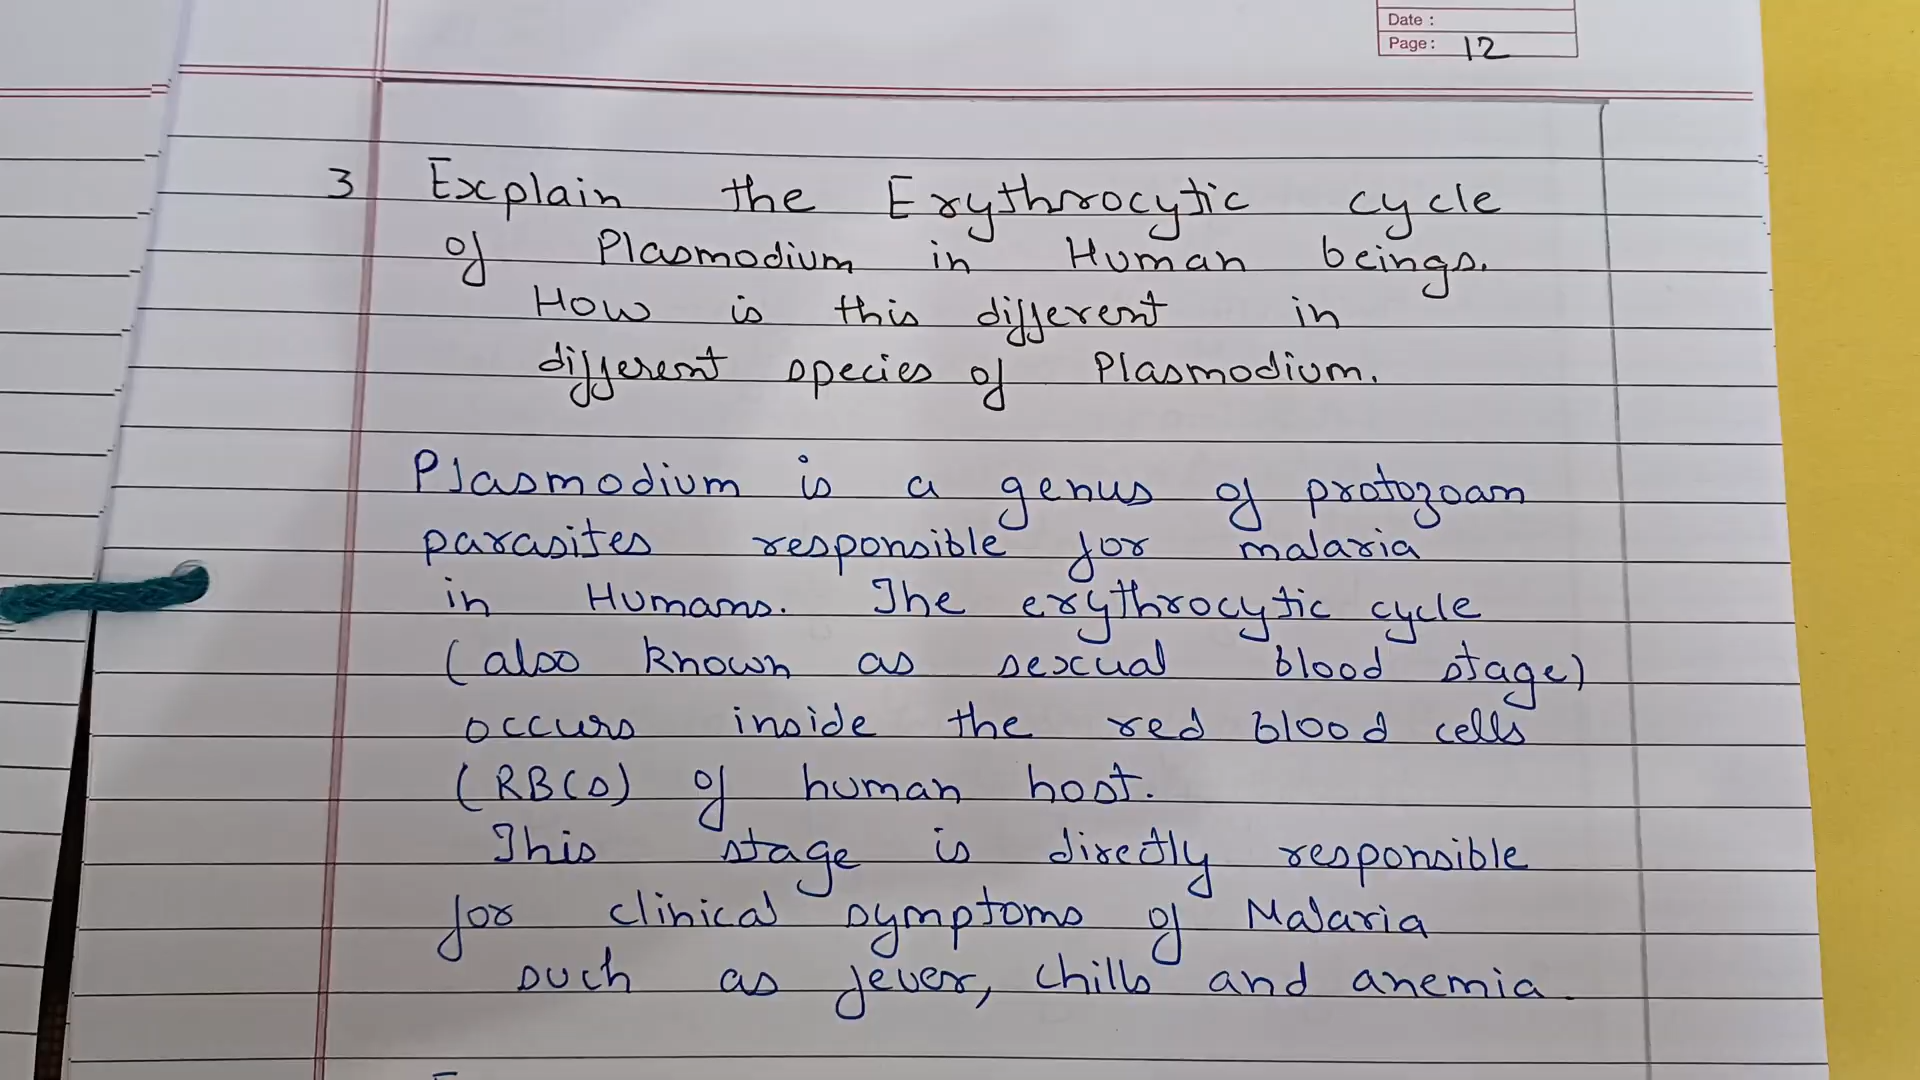 Date :
Page: 12
3 Explain the Erythrocytic cycle
of Plasmodium in Human beings.
How is this different in
different species of Plasmodium.
Plasmodium is a genus of protozoan
parasites responsible for malaria
in Humans. The erythrocytic cycle
(also known as sexual blood stage)
occurs inside the red blood cells
(RBCs) of human host.
This stage is directly responsible
for clinical symptoms of Malaria
such as fever, chills and anemia.